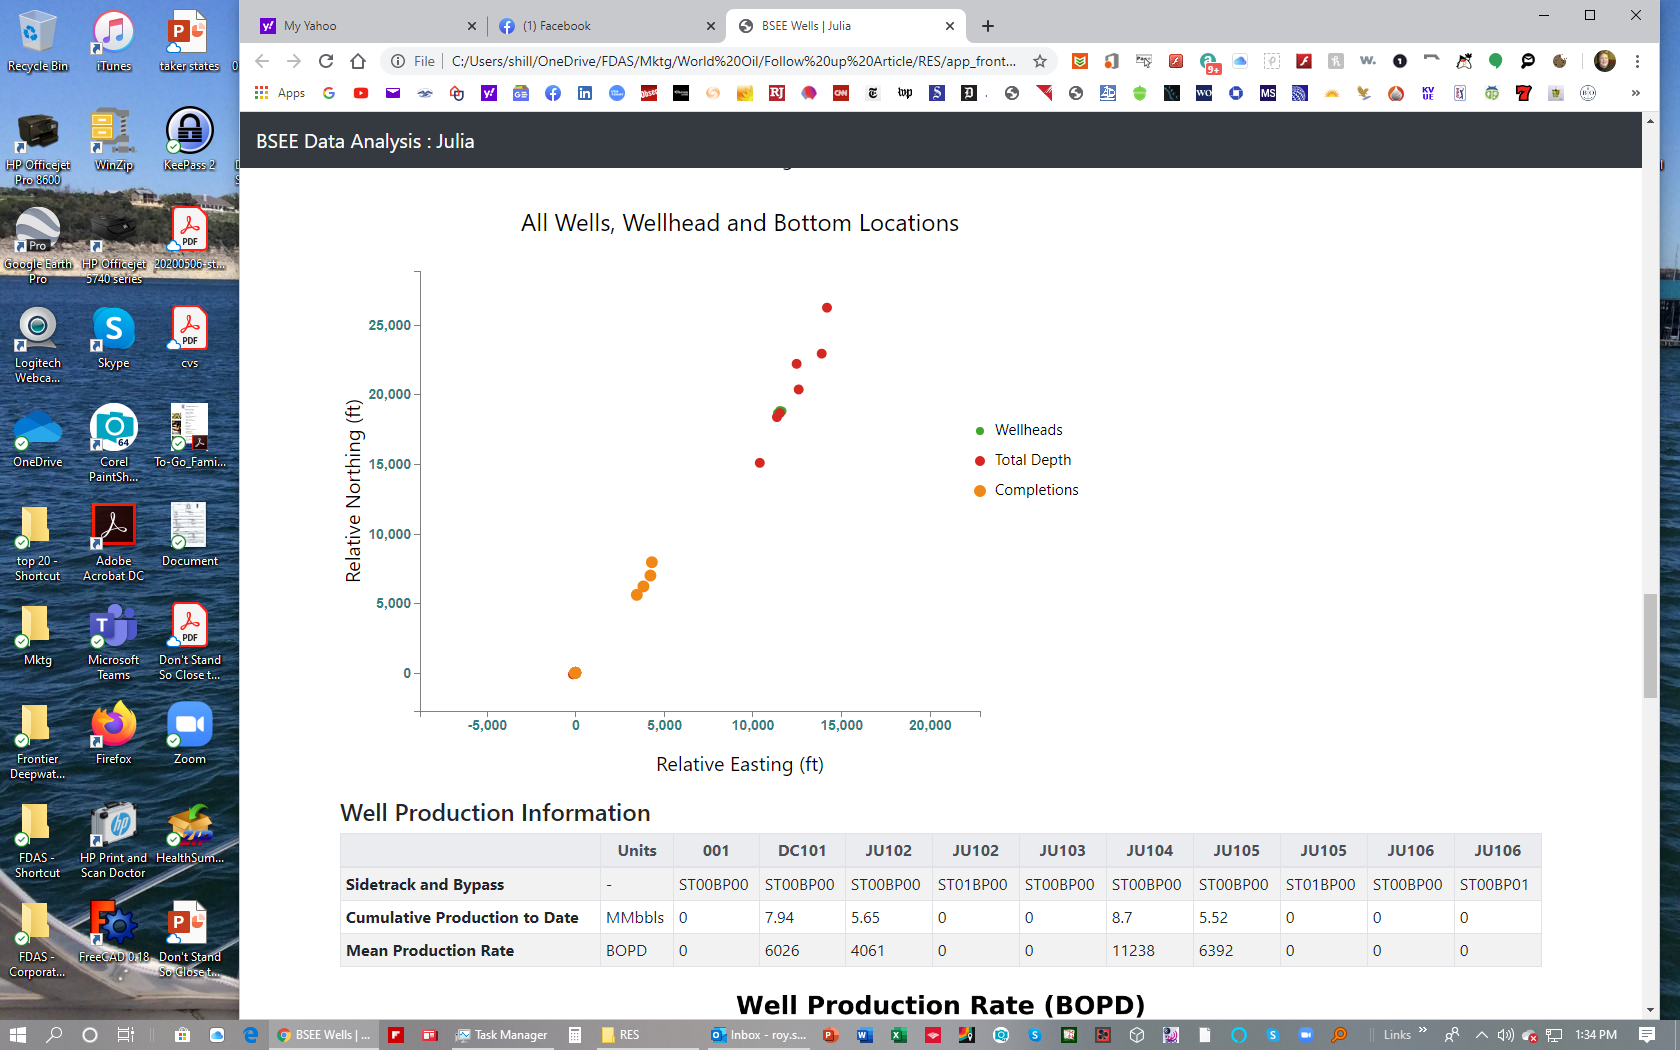 My Yahoo
(1) Facebook
BSEE Wells | Julia
File
C:/Users/shill/OneDrive/FDAS/Mktg/World%20Oil/Follow%20up%20Article/RES/app_front...
Apps
BSEE Data Analysis : Julia
All Wells, Wellhead and Bottom Locations
25,000
20,000
15,000
10,000
5,000
0
Relative Northing (ft)
-5,000 0 5,000 10,000 15,000 20,000
Relative Easting (ft)
Wellheads
Total Depth
Completions
Well Production Information
Units 001 DC101 JU102 JU102 JU103 JU104 JU105 JU105 JU106 JU106
Sidetrack and Bypass - ST00BP00 ST00BP00 ST00BP00 ST01BP00 ST00BP00 ST00BP00 ST00BP00 ST01BP00 ST00BP00 ST00BP01
Cumulative Production to Date MMbbls 0 7.94 5.65 0 0 8.7 5.52 0 0 0
Mean Production Rate BOPD 0 6026 4061 0 0 11238 6392 0 0 0
Well Production Rate (BOPD)
Recycle Bin
iTunes
taker states
HP Officejet
Pro 8600
WinZip
KeePass 2
Google Earth
Pro
HP Officejet
5740 series
20200506-st...
Logitech
Webca...
Skype
cvs
OneDrive
Corel
PaintSh...
To-Go_Fami...
top 20 -
Shortcut
Adobe
Acrobat DC
Document
Mktg
Microsoft
Teams
Don't Stand
So Close t...
Frontier
Deepwat...
Firefox
Zoom
FDAS -
Shortcut
HP Print and
Scan Doctor
HealthSum...
FDAS -
Corporat...
FreeCAD 0.18
Don't Stand
So Close t...
BSEE Wells | ...
Task Manager
RES
Inbox - roy.s...
Links
1:34 PM